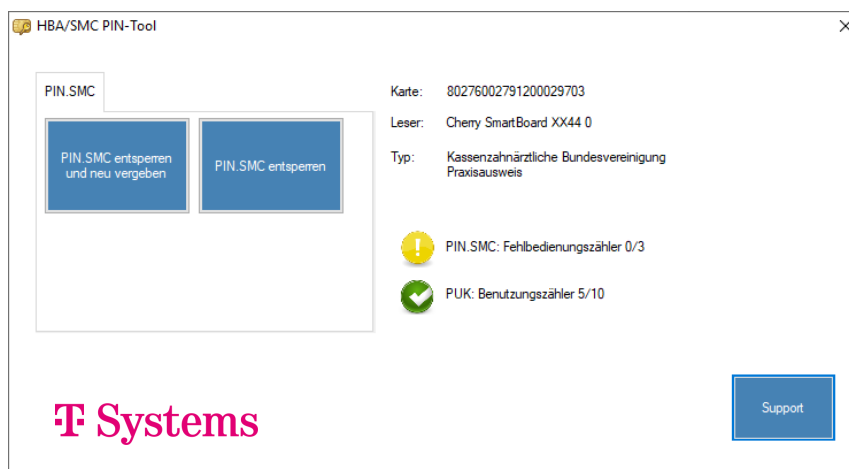 HBA/SMC PIN-Tool
PIN.SMC
PIN.SMC entsperren
und neu vergeben
PIN.SMC entsperren
Karte: 80276002791200029703
Leser: Cherry SmartBoard XX44 0
Typ: Kassenzahnärztliche Bundesvereinigung
Praxisausweis
PIN.SMC: Fehlbedienungszähler 0/3
PUK: Benutzungszähler 5/10
T Systems
Support